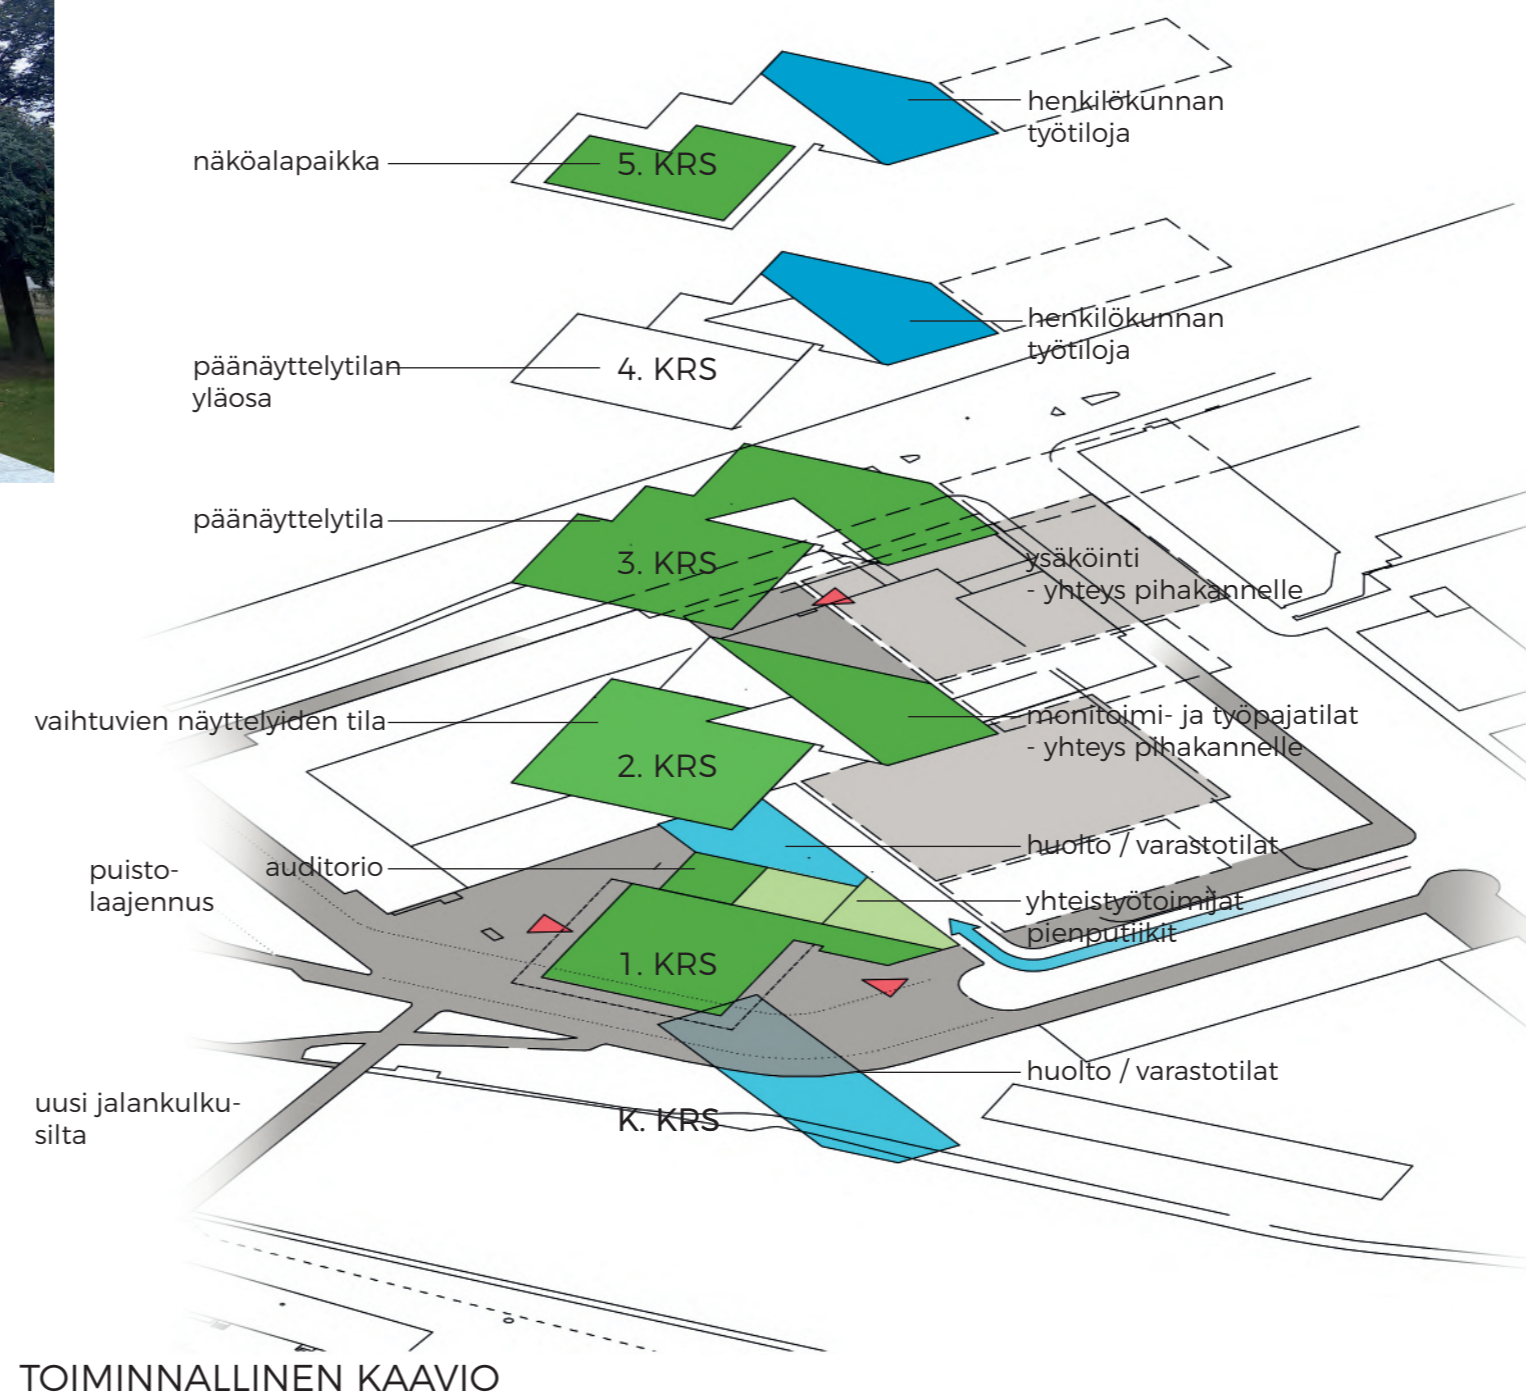 henkilökunnan
työtiloja
näköalapaikka
5. KRS
henkilökunnan
työtiloja
päänäyttelytilan
yläosa
4. KRS
päänäyttelytila
3. KRS
ysäköinti
- yhteys pihakannelle
vaihtuvien näyttelyiden tila
2. KRS
monitoimi- ja työpajatilat
- yhteys pihakannelle
huolto / varastotilat
puisto-
laajennus
auditorio
yhteistyötoimijat
pienputiikit
1. KRS
huolto / varastotilat
uusi jalankulku-
silta
K. KRS
TOIMINNALLINEN KAAVIO